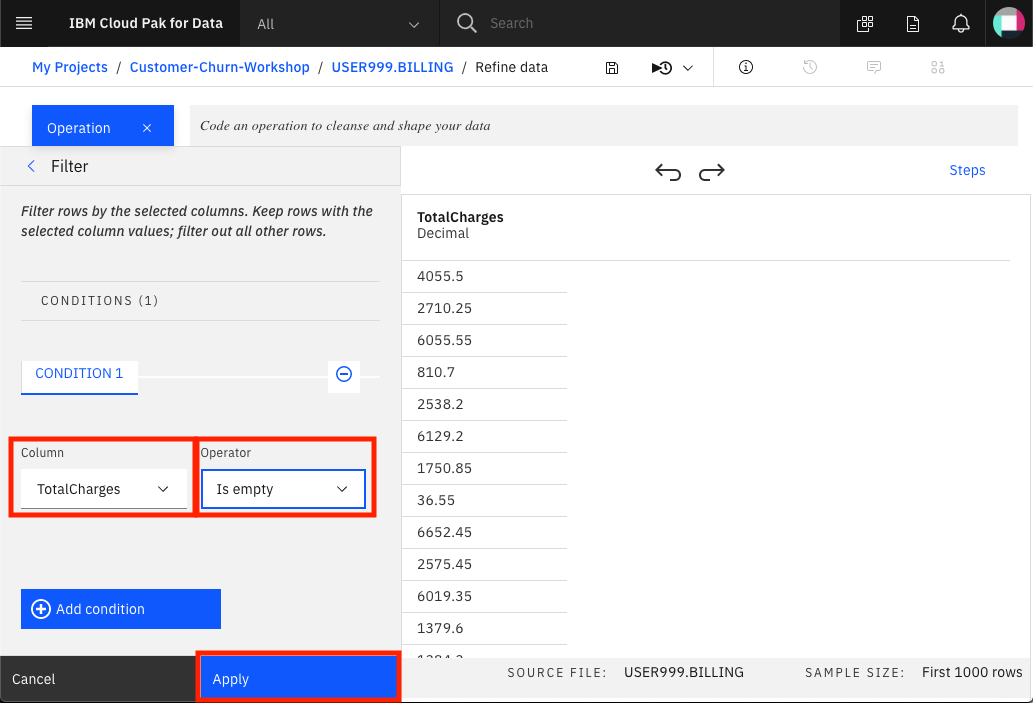 IBM Cloud Pak for Data
All
Search
My Projects / Customer-Churn-Workshop / USER999.BILLING / Refine data
Operation
Code an operation to cleanse and shape your data
Filter
Steps
Filter rows by the selected columns. Keep rows with the
selected column values; filter out all other rows.
CONDITIONS (1)
CONDITION 1
Column
Operator
TotalCharges
Is empty
Add condition
Cancel
Apply
TotalCharges
Decimal
4055.5
2710.25
6055.55
810.7
2538.2
6129.2
1750.85
36.55
6652.45
2575.45
6019.35
1379.6
SOURCE FILE: USER999.BILLING
SAMPLE SIZE: First 1000 rows